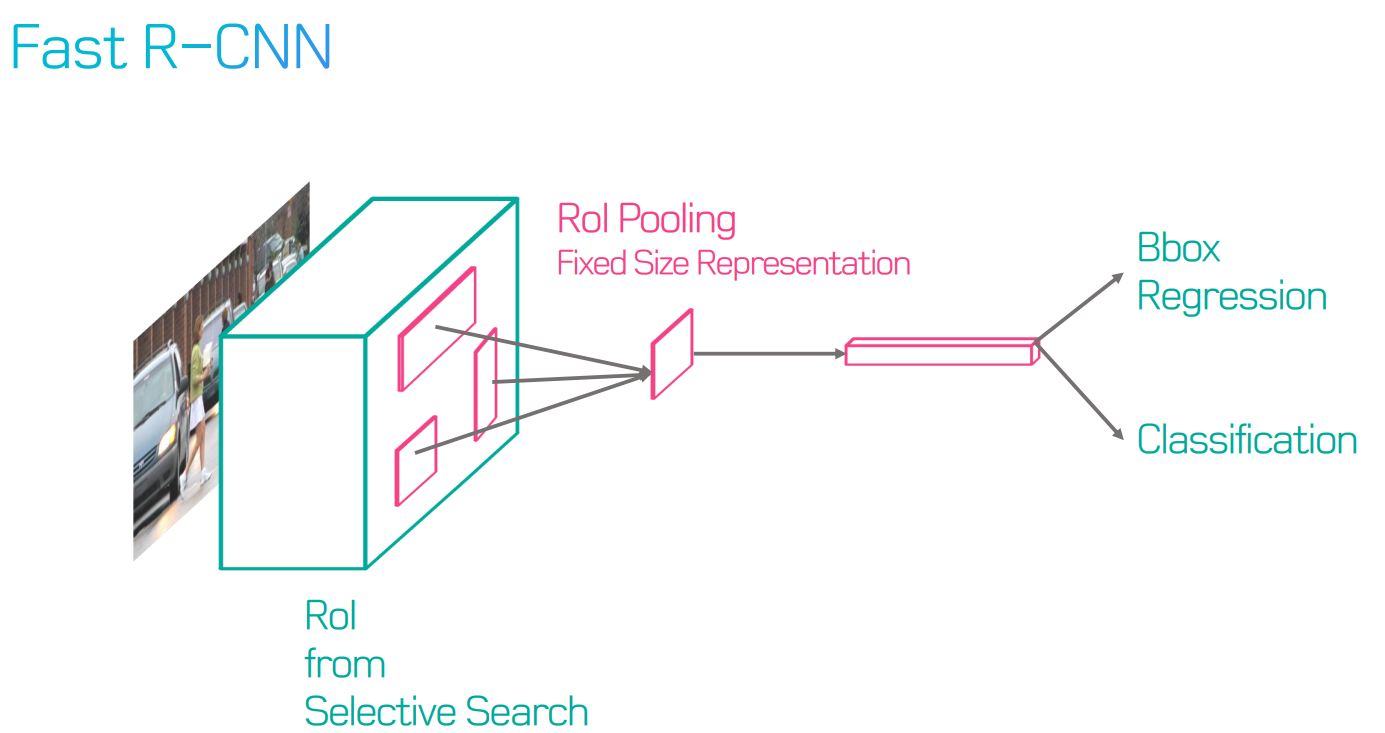 Fast R-CNN
RoI Pooling
Fixed Size Representation
Bbox
Regression
Classification
RoI
from
Selective Search